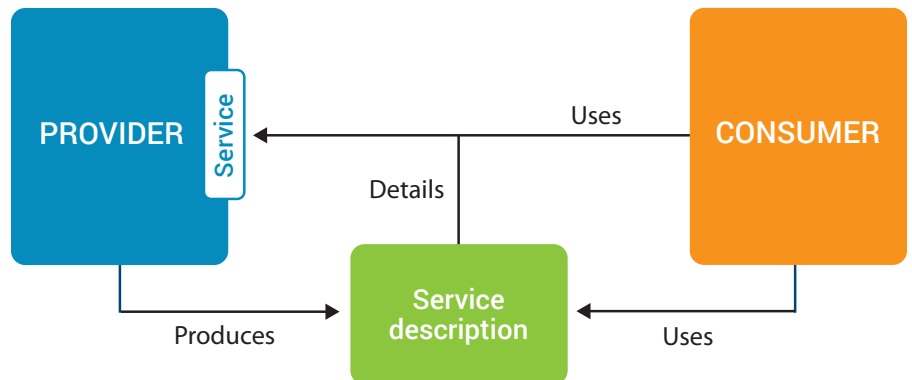 PROVIDER
Service
Uses
CONSUMER
Details
Service
description
Produces
Uses